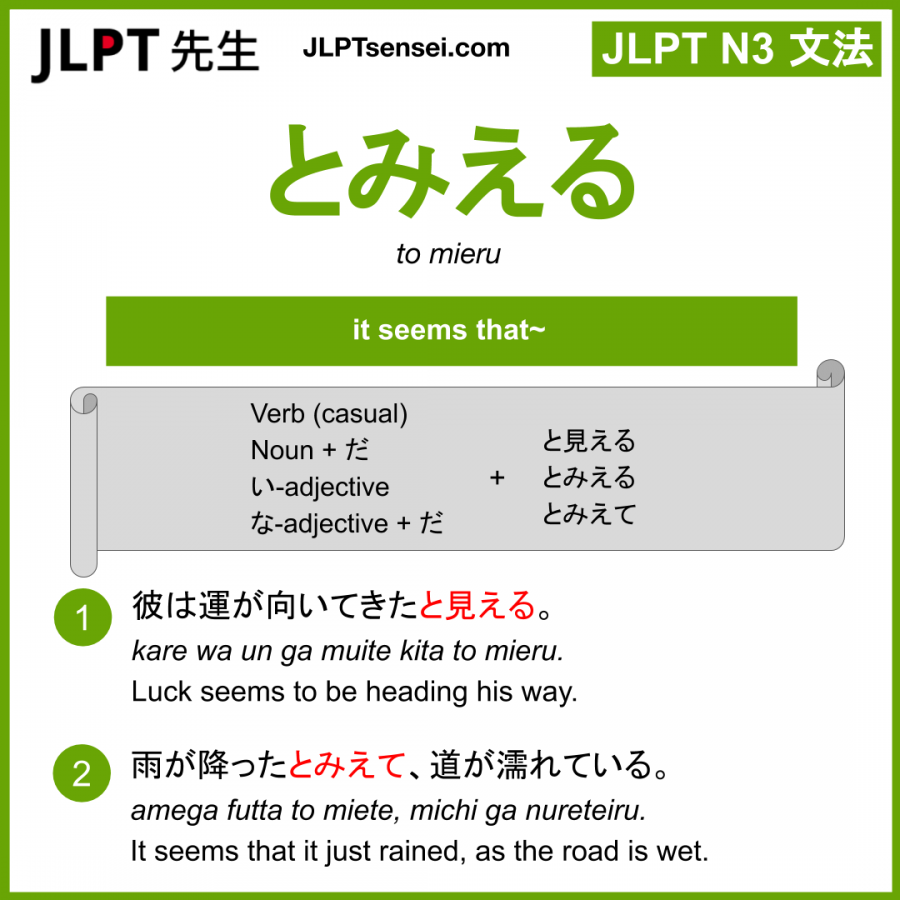 JLPT 先生
JLPTsensei.com
JLPT N3 文法
とみえる
to mieru
it seems that~
Verb (casual)
Noun + だ
い-adjective
な-adjective + だ
+
と見える
とみえる
とみえて
1
彼は運が向いてきたと見える。
kare wa un ga muite kita to mieru.
Luck seems to be heading his way.
2
雨が降ったとみえて、道が濡れている。
amega futta to miete, michi ga nureteiru.
It seems that it just rained, as the road is wet.